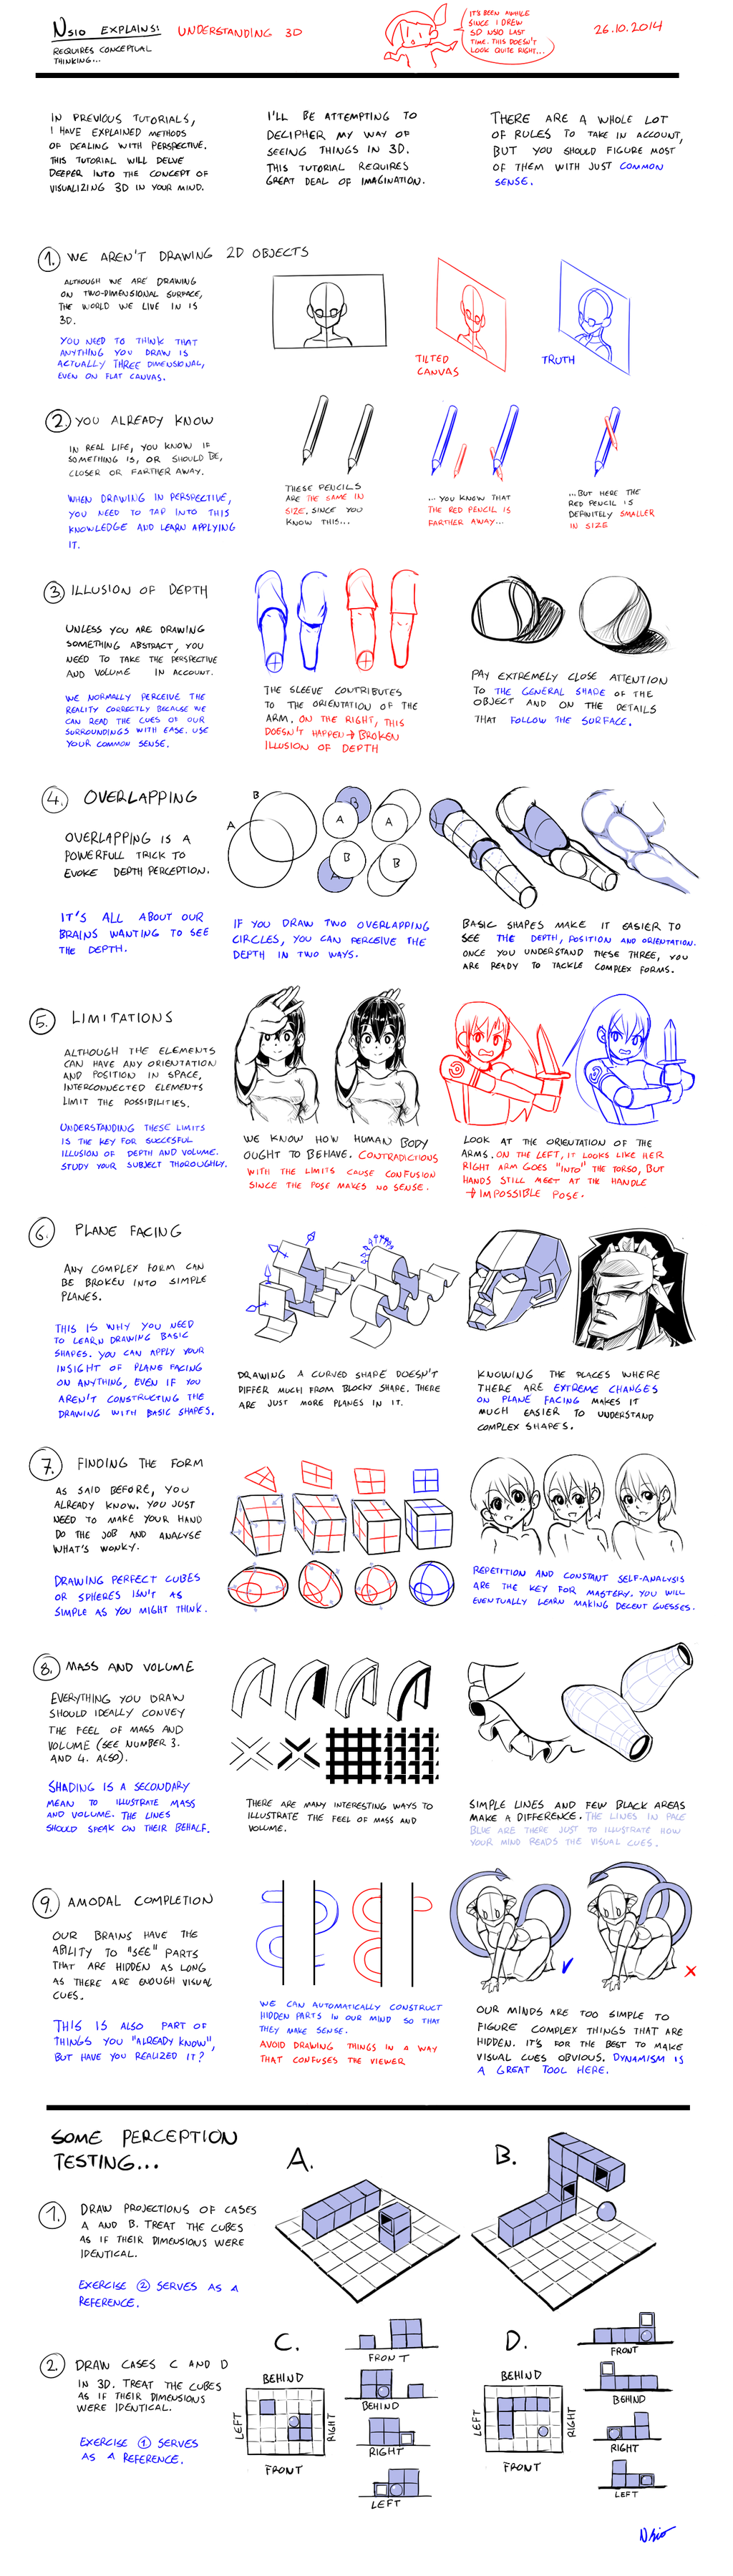 NSIO EXPLAINS!
UNDERSTANDING 3D
REQUIRES CONCEPTUAL
THINKING...
IT'S BEEN AWHILE
SINCE I DREW
SD NSIO LAST
TIME. THIS DOESN'T
LOOK QUITE RIGHT...
26.10.2014
IN PREVIOUS TUTORIALS,
I HAVE EXPLAINED METHODS
OF DEALING WITH PERSPECTIVE.
THIS TUTORIAL WILL DELVE
DEEPER INTO THE CONCEPT OF
VISUALIZING 3D IN YOUR MIND.
I'LL BE ATTEMPTING TO
DECIPHER MY WAY OF
SEEING THINGS IN 3D.
THIS TUTORIAL REQUIRES
GREAT DEAL OF IMAGINATION.
THERE ARE A WHOLE LOT
OF RULES TO TAKE IN ACCOUNT,
BUT YOU SHOULD FIGURE MOST
OF THEM WITH JUST COMMON
SENSE.
1. WE AREN'T DRAWING 2D OBJECTS
ALTHOUGH WE ARE DRAWING
ON TWO-DIMENSIONAL SURFACE,
THE WORLD WE LIVE IN IS
3D.
YOU NEED TO THINK THAT
ANYTHING YOU DRAW IS
ACTUALLY THREE DIMENSIONAL,
EVEN ON FLAT CANVAS.
TILTED
CANVAS
TRUTH
2. YOU ALREADY KNOW
IN REAL LIFE, YOU KNOW IF
SOMETHING IS, OR SHOULD BE,
CLOSER OR FARTHER AWAY.
WHEN DRAWING IN PERSPECTIVE,
YOU NEED TO TAP INTO THIS
KNOWLEDGE AND LEARN APPLYING
IT.
THESE PENCILS
ARE THE SAME IN
SIZE. SINCE YOU
KNOW THIS...
...YOU KNOW THAT
THE RED PENCIL IS
FARTHER AWAY...
...BUT HERE THE
RED PENCIL IS
DEFINITELY SMALLER
IN SIZE
3. ILLUSION OF DEPTH
UNLESS YOU ARE DRAWING
SOMETHING ABSTRACT, YOU
NEED TO TAKE THE PERSPECTIVE
AND VOLUME IN ACCOUNT.
WE NORMALLY PERCEIVE THE
REALITY CORRECTLY BECAUSE WE
CAN READ THE CUES OF OUR
SURROUNDINGS WITH EASE. USE
YOUR COMMON SENSE.
THE SLEEVE CONTRIBUTES
TO THE ORIENTATION OF THE
ARM. ON THE RIGHT, THIS
DOESN'T HAPPEN → BROKEN
ILLUSION OF DEPTH
PAY EXTREMELY CLOSE ATTENTION
TO THE GENERAL SHADE OF THE
OBJECT AND ON THE DETAILS
THAT FOLLOW THE SURFACE.
4. OVERLAPPING
OVERLAPPING IS A
POWERFULL TRICK TO
EVOKE DEPTH PERCEPTION.
IT'S ALL ABOUT OUR
BRAINS WANTING TO SEE
THE DEPTH.
A
B
A
B
A
A
B
B
IF YOU DRAW TWO OVERLAPPING
CIRCLES, YOU CAN PERCEIVE THE
DEPTH IN TWO WAYS.
BASIC SHAPES MAKE IT EASIER TO
SEE THE DEPTH, POSITION AND ORIENTATION.
ONCE YOU UNDERSTAND THESE THREE, YOU
ARE READY TO TACKLE COMPLEX FORMS.
5. LIMITATIONS
ALTHOUGH THE ELEMENTS
CAN HAVE ANY ORIENTATION
AND POSITION IN SPACE,
INTERCONNECTED ELEMENTS
LIMIT THE POSSIBILITIES.
UNDERSTANDING THESE LIMITS
IS THE KEY FOR SUCCESFUL
ILLUSION OF DEPTH AND VOLUME.
STUDY YOUR SUBJECT THOROUGHLY.
WE KNOW HOW HUMAN BODY
OUGHT TO BEHAVE. CONTRADICTIONS
WITH THE LIMITS CAUSE CONFUSION
SINCE THE POSE MAKES NO SENSE.
LOOK AT THE ORIENTATION OF THE
ARMS. ON THE LEFT, IT LOOKS LIKE HER
RIGHT ARM GOES "INTO" THE TORSO, BUT
HANDS STILL MEET AT THE HANDLE
→ IMPOSSIBLE POSE.
6. PLANE FACING
ANY COMPLEX FORM CAN
BE BROKEN INTO SIMPLE
PLANES.
THIS IS WHY YOU NEED
TO LEARN DRAWING BASIC
SHAPES. YOU CAN APPLY YOUR
INSIGHT OF PLANE FACING
ON ANYTHING, EVEN IF YOU
AREN'T CONSTRUCTING THE
DRAWING WITH BASIC SHAPES.
DRAWING A CURVED SHAPE DOESN'T
DIFFER MUCH FROM BLOCKY SHAPE. THERE
ARE JUST MORE PLANES IN IT.
KNOWING THE PLACES WHERE
THERE ARE EXTREME CHANGES
ON PLANE FACING MAKES IT
MUCH EASIER TO UNDERSTAND
COMPLEX SHAPES.
7. FINDING THE FORM
AS SAID BEFORE, YOU
ALREADY KNOW. YOU JUST
NEED TO MAKE YOUR HAND
DO THE JOB AND ANALYSE
WHAT'S WONKY.
DRAWING PERFECT CUBES
OR SPHERES ISN'T AS
SIMPLE AS YOU MIGHT THINK.
REPETITION AND CONSTANT SELF-ANALYSIS
ARE THE KEY FOR MASTERY. YOU WILL
EVENTUALLY LEARN MAKING DECENT GUESSES.
8. MASS AND VOLUME
EVERYTHING YOU DRAW
SHOULD IDEALLY CONVEY
THE FEEL OF MASS AND
VOLUME (SEE NUMBER 3.
AND 4. ALSO).
SHADING IS A SECONDARY
MEAN TO ILLUSTRATE MASS
AND VOLUME. THE LINES
SHOULD SPEAK ON THEIR BEHALF.
THERE ARE MANY INTERESTING WAYS TO
ILLUSTRATE THE FEEL OF MASS AND
VOLUME.
SIMPLE LINES AND FEW BLACK AREAS
MAKE A DIFFERENCE. THE LINES IN PALE
BLUE ARE THERE JUST TO ILLUSTRATE HOW
YOUR MIND READS THE VISUAL CUES.
9. AMODAL COMPLETION
OUR BRAINS HAVE THE
ABILITY TO "SEE" PARTS
THAT ARE HIDDEN AS LONG
AS THERE ARE ENOUGH VISUAL
CUES.
THIS IS ALSO PART OF
THINGS YOU "ALREADY KNOW",
BUT HAVE YOU REALIZED IT?
WE CAN AUTOMATICALLY CONSTRUCT
HIDDEN PARTS IN OUR MIND SO THAT
THEY MAKE SENSE.
AVOID DRAWING THINGS IN A WAY
THAT CONFUSES THE VIEWER
OUR MINDS ARE TOO SIMPLE TO
FIGURE COMPLEX THINGS THAT ARE
HIDDEN. IT'S FOR THE BEST TO MAKE
VISUAL CUES OBVIOUS. DYNAMISM IS
A GREAT TOOL HERE.
SOME PERCEPTION
TESTING...
1. DRAW PROJECTIONS OF CASES
A AND B. TREAT THE CUBES
AS IF THEIR DIMENSIONS WERE
IDENTICAL.
EXERCISE 2 SERVES AS A
REFERENCE.
A.
B.
2. DRAW CASES C AND D
IN 3D. TREAT THE CUBES
AS IF THEIR DIMENSIONS
WERE IDENTICAL.
EXERCISE 1 SERVES
AS A REFERENCE.
C.
BEHIND
LEFT
RIGHT
FRONT
FRONT
BEHIND
RIGHT
LEFT
D.
BEHIND
LEFT
RIGHT
FRONT
FRONT
BEHIND
RIGHT
LEFT
Nsio